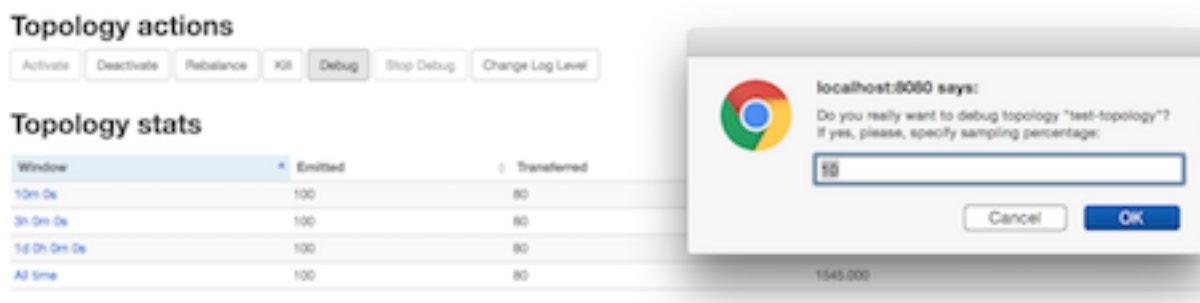 Topology actions
Activate Deactivate Rebalance Kill Debug Stop Debug Change Log Level
Topology stats
Window Emitted Transferred
10m 0s 100 80
3h 0m 0s 100 80
1d 0h 0m 0s 100 80
All time 100 80 1545.000
localhost:8080 says:
Do you really want to debug topology "test-topology"?
If yes, please, specify sampling percentage:
10
Cancel OK